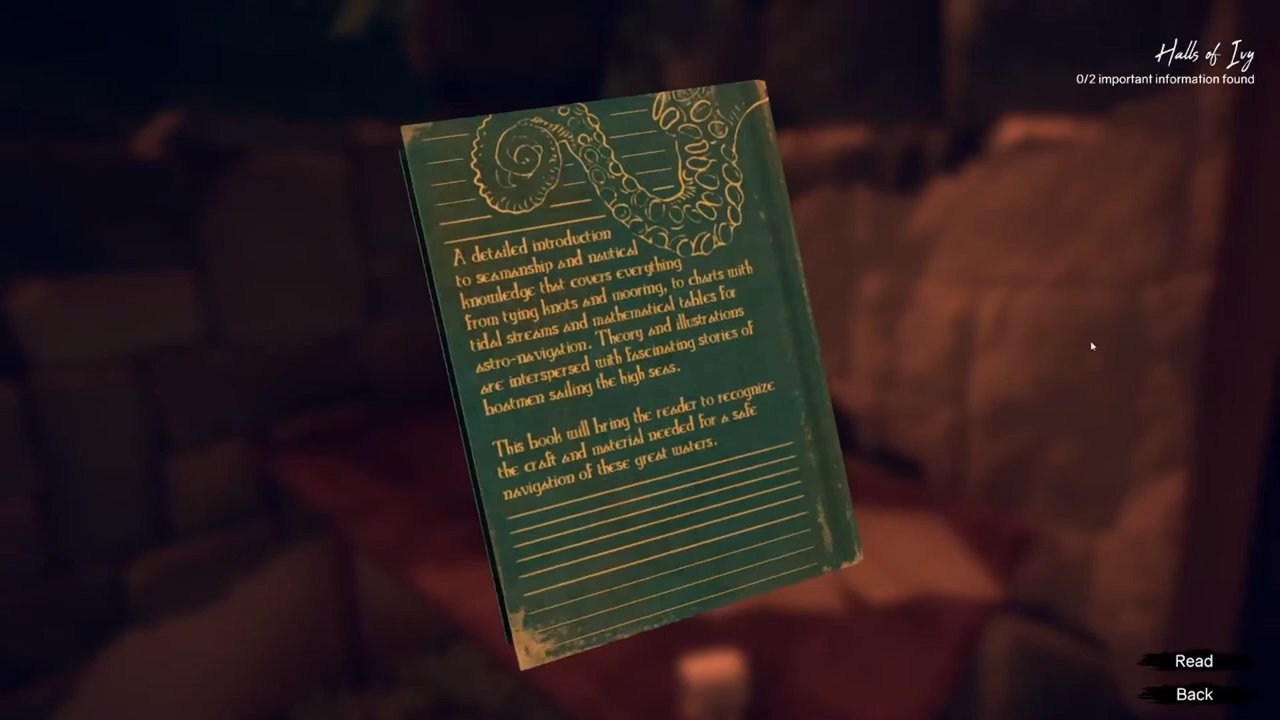 Halls of Ivy
0/2 important information found
A detailed introduction
to seamanship and nautical
knowledge that covers everything
from tying knots and mooring, to charts with
tidal streams and mathematical tables for
astro-navigation. Theory and illustrations
are interspersed with fascinating stories of
boatmen sailing the high seas.
This book will bring the reader to recognize
the craft and material needed for a safe
navigation of these great waters.
Read
Back